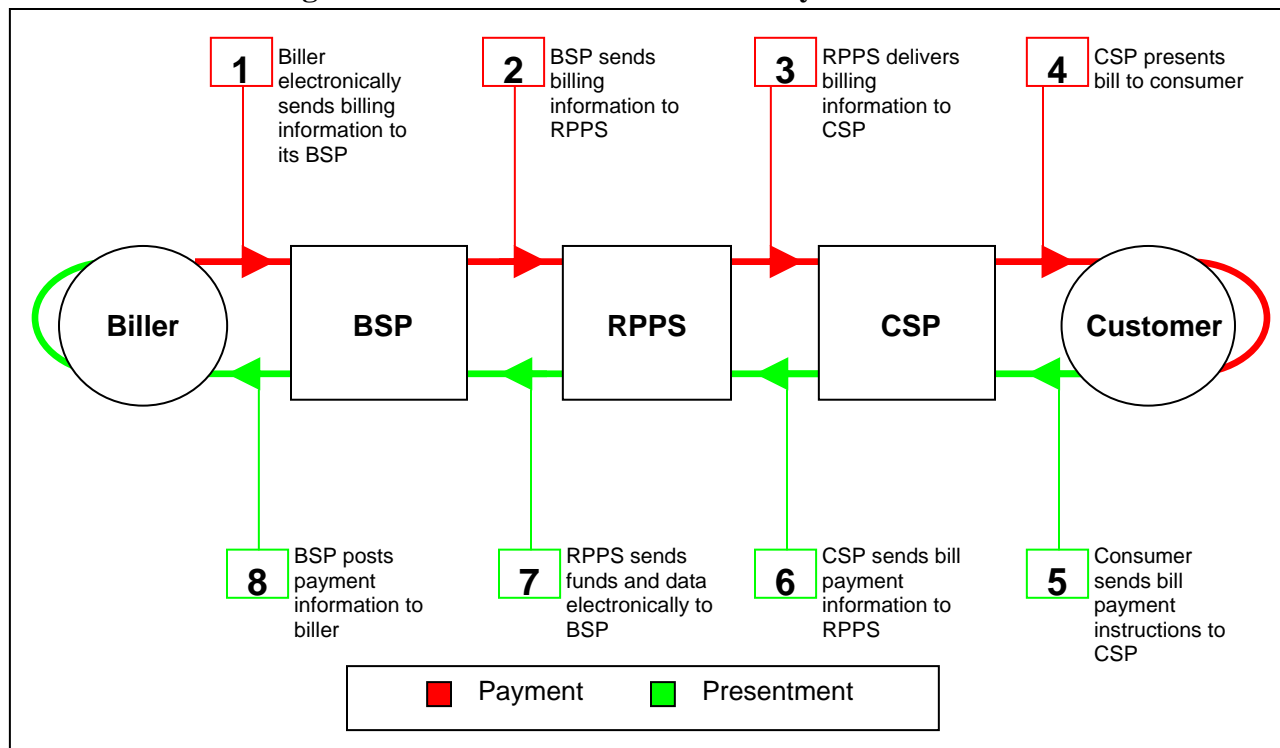 1
Biller
electronically
sends billing
information to
its BSP
2
BSP sends
billing
information to
RPPS
3
RPPS delivers
billing
information to
CSP
4
CSP presents
bill to consumer
Biller
BSP
RPPS
CSP
Customer
8
BSP posts
payment
information to
biller
7
RPPS sends
funds and data
electronically to
BSP
6
CSP sends bill
payment
information to
RPPS
5
Consumer
sends bill
payment
instructions to
CSP
Payment
Presentment